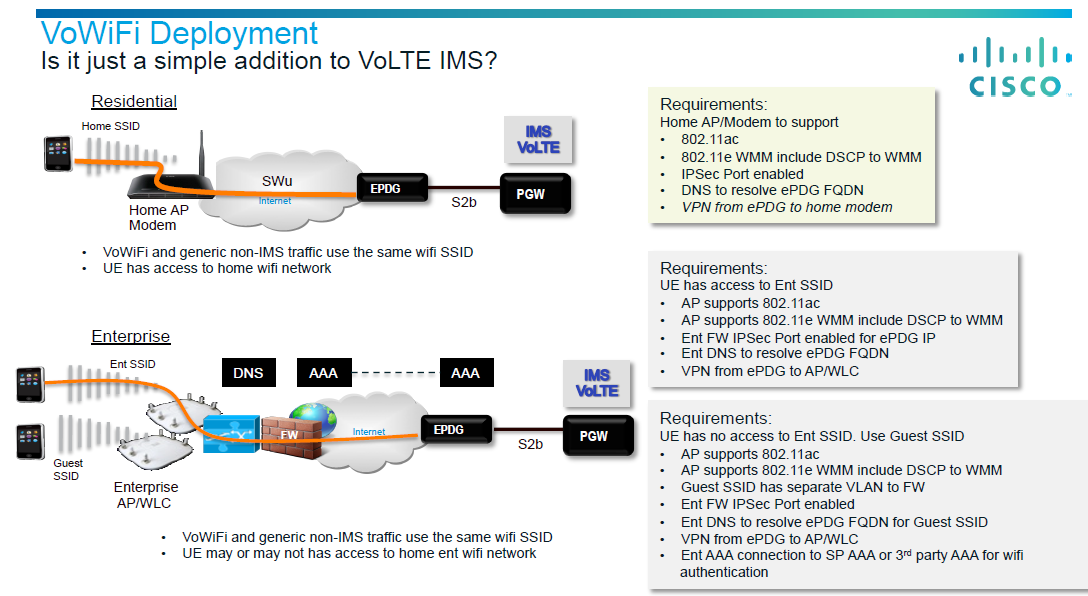 VoWiFi Deployment
Is it just a simple addition to VoLTE IMS?
CISCO
Residential
Home SSID
IMS
VoLTE
SWu
Internet
EPDG
S2b
PGW
Home AP
Modem
• VoWiFi and generic non-IMS traffic use the same wifi SSID
• UE has access to home wifi network
Requirements:
Home AP/Modem to support
• 802.11ac
• 802.11e WMM include DSCP to WMM
• IPSec Port enabled
• DNS to resolve ePDG FQDN
• VPN from ePDG to home modem
Requirements:
UE has access to Ent SSID
• AP supports 802.11ac
• AP supports 802.11e WMM include DSCP to WMM
• Ent FW IPSec Port enabled for ePDG IP
• Ent DNS to resolve ePDG FQDN
• VPN from ePDG to AP/WLC
Enterprise
Ent SSID
DNS
AAA
AAA
IMS
VoLTE
FW
Internet
EPDG
S2b
PGW
Guest
SSID
Enterprise
AP/WLC
• VoWiFi and generic non-IMS traffic use the same wifi SSID
• UE may or may not has access to home ent wifi network
Requirements:
UE has no access to Ent SSID. Use Guest SSID
• AP supports 802.11ac
• AP supports 802.11e WMM include DSCP to WMM
• Guest SSID has separate VLAN to FW
• Ent FW IPSec Port enabled
• Ent DNS to resolve ePDG FQDN for Guest SSID
• VPN from ePDG to AP/WLC
• Ent AAA connection to SP AAA or 3rd party AAA for wifi
authentication